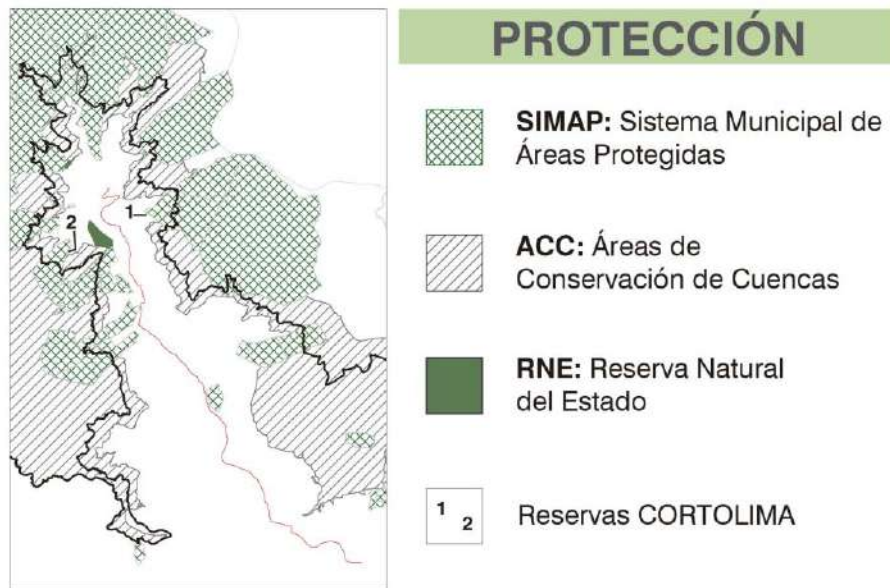 PROTECCIÓN
SIMAP: Sistema Municipal de
Áreas Protegidas
ACC: Áreas de
Conservación de Cuencas
RNE: Reserva Natural
del Estado
1
2
Reservas CORTOLIMA
1
2